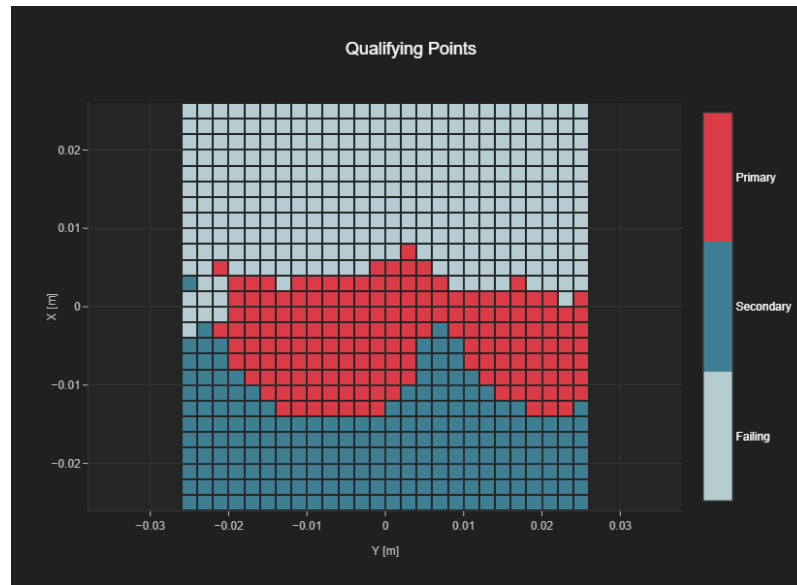 Qualifying Points
0.02
0.01
0
−0.01
−0.02
X [m]
−0.03
−0.02
−0.01
0
0.01
0.02
0.03
Y [m]
Primary
Secondary
Failing